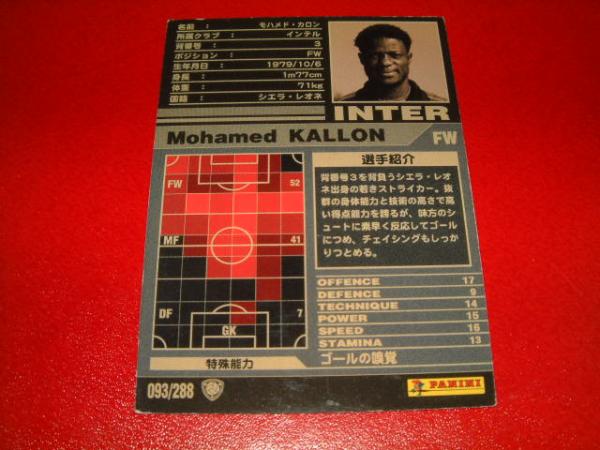 名前 : モハメド・カロン
所属クラブ : インテル
背番号 : 3
ポジション : FW
生年月日 : 1979/10/6
身長 : 1m77cm
体重 : 71kg
国籍 : シエラ・レオネ
INTER
Mohamed KALLON FW
FW 52
MF 41
DF 7
GK
選手紹介
背番号3を背負うシエラ・レオ
ネ出身の若きストライカー。抜
群の身体能力と技術の高さで高
い得点能力を誇るが、味方のシ
ュートに素早く反応してゴール
につめ、チェイシングもしっか
りつとめる。
OFFENCE 17
DEFENCE 9
TECHNIQUE 14
POWER 15
SPEED 16
STAMINA 13
特殊能力 ゴールの嗅覚
093/288
PANINI